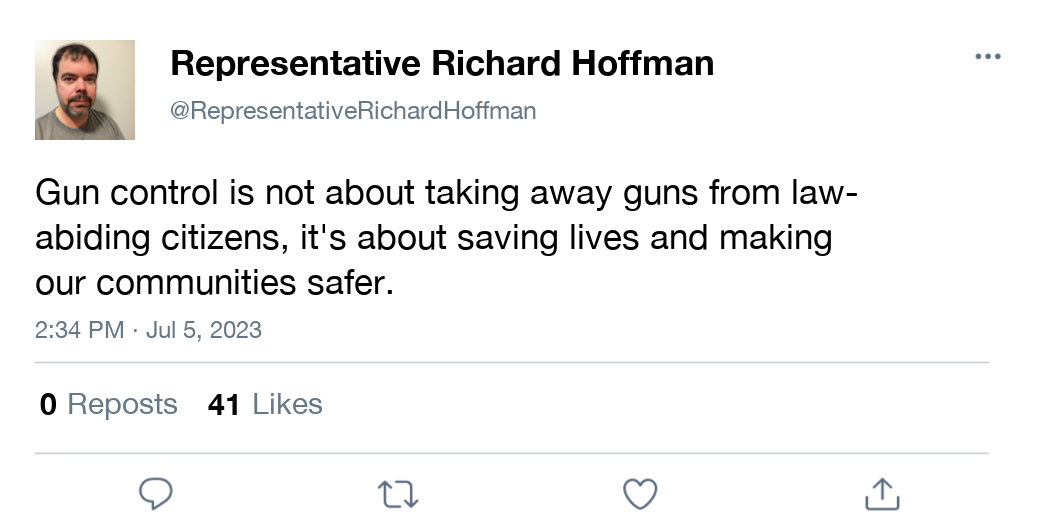 Representative Richard Hoffman
@RepresentativeRichardHoffman
Gun control is not about taking away guns from law-
abiding citizens, it's about saving lives and making
our communities safer.
2:34 PM · Jul 5, 2023
0 Reposts 41 Likes